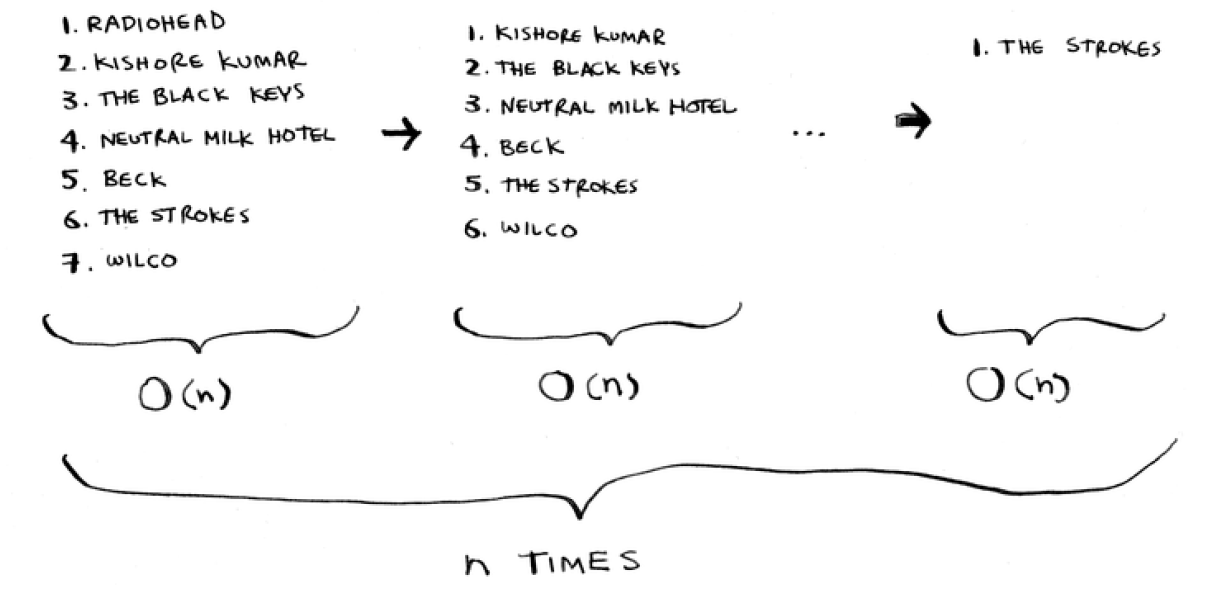 1. RADIOHEAD
2. KISHORE KUMAR
3. THE BLACK KEYS
4. NEUTRAL MILK HOTEL
5. BECK
6. THE STROKES
7. WILCO
→
1. KISHORE KUMAR
2. THE BLACK KEYS
3. NEUTRAL MILK HOTEL
4. BECK
5. THE STROKES
6. WILCO
... →
1. THE STROKES
O(n)
O(n)
O(n)
n TIMES